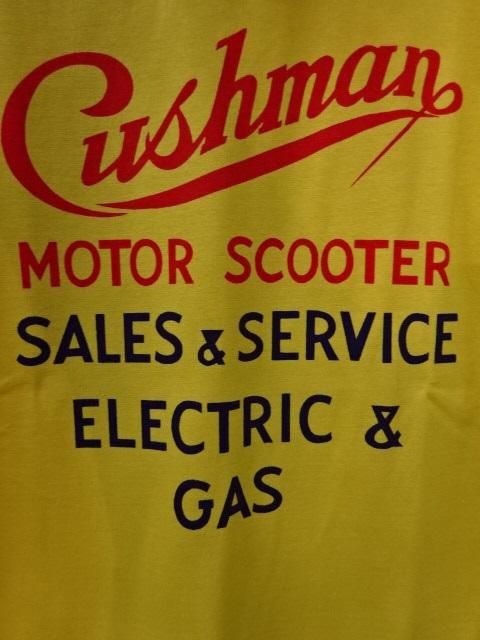 Cushman
MOTOR SCOOTER
SALES & SERVICE
ELECTRIC &
GAS